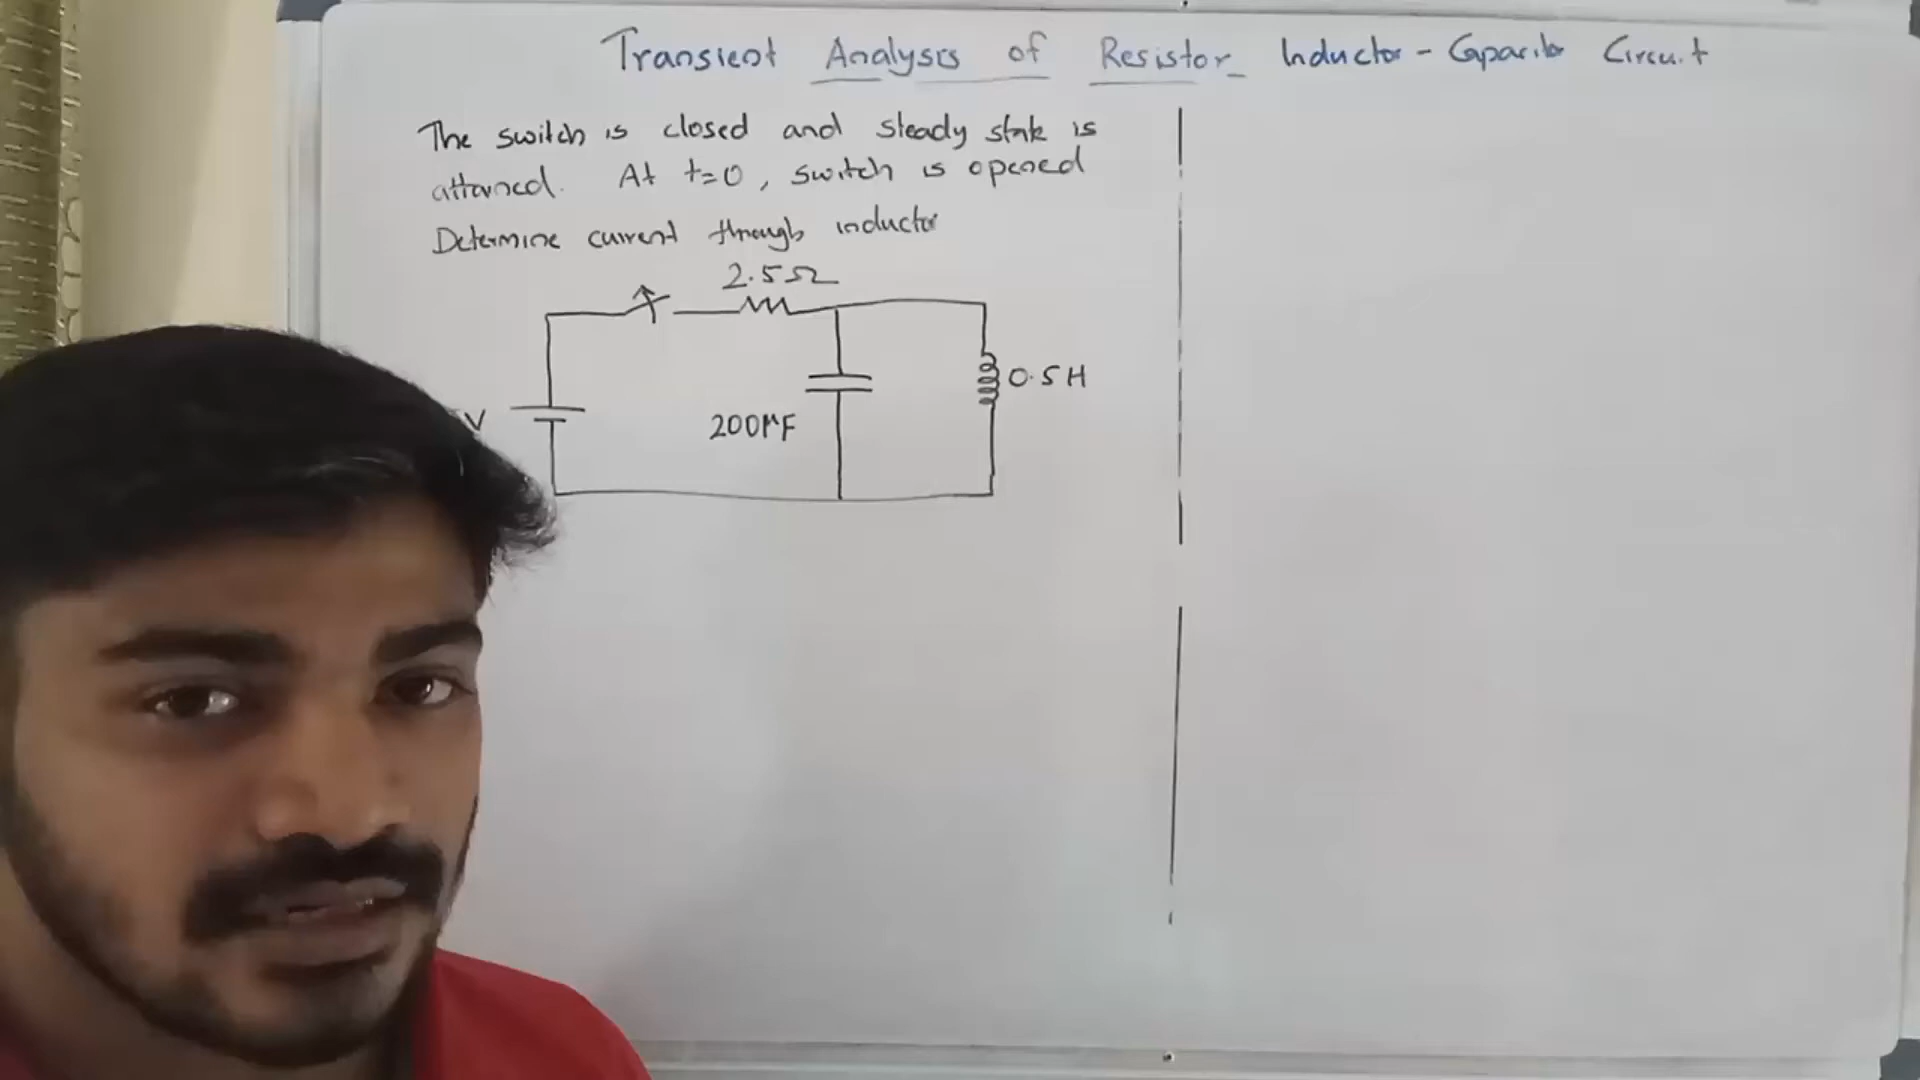 Transient Analysis of Resistor- Inductor - Capacitor Circuit
The switch is closed and steady state is
attained. At t=0, switch is opened
Determine current through inductor
2.5Ω
0.5H
V
200μF